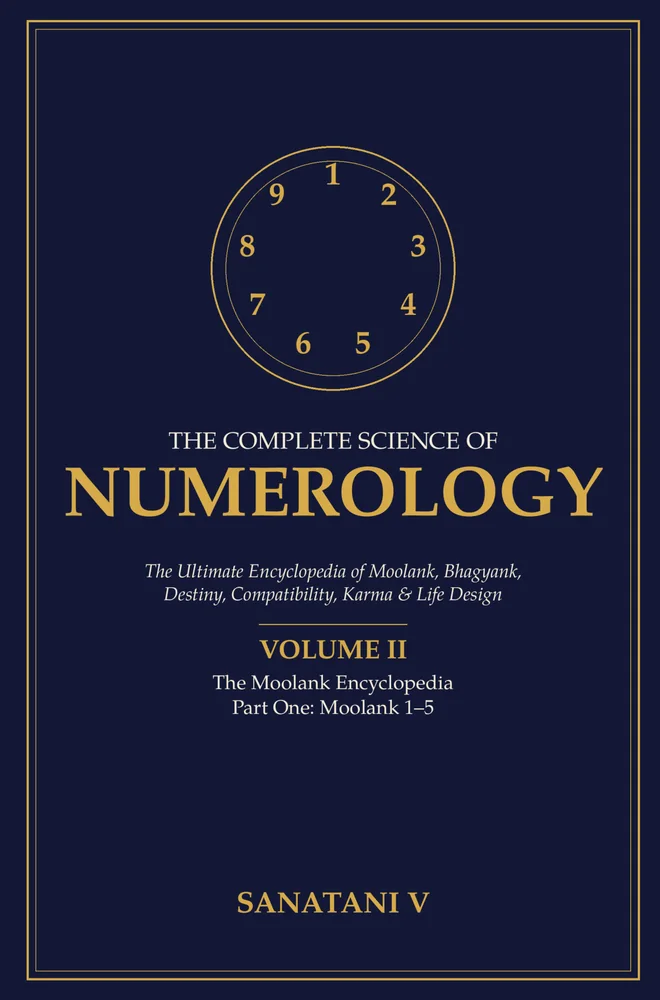 1
9 2
8 3
7 4
6 5
THE COMPLETE SCIENCE OF
NUMEROLOGY
The Ultimate Encyclopedia of Moolank, Bhagyank,
Destiny, Compatibility, Karma & Life Design
VOLUME II
The Moolank Encyclopedia
Part One: Moolank 1–5
SANATANI V